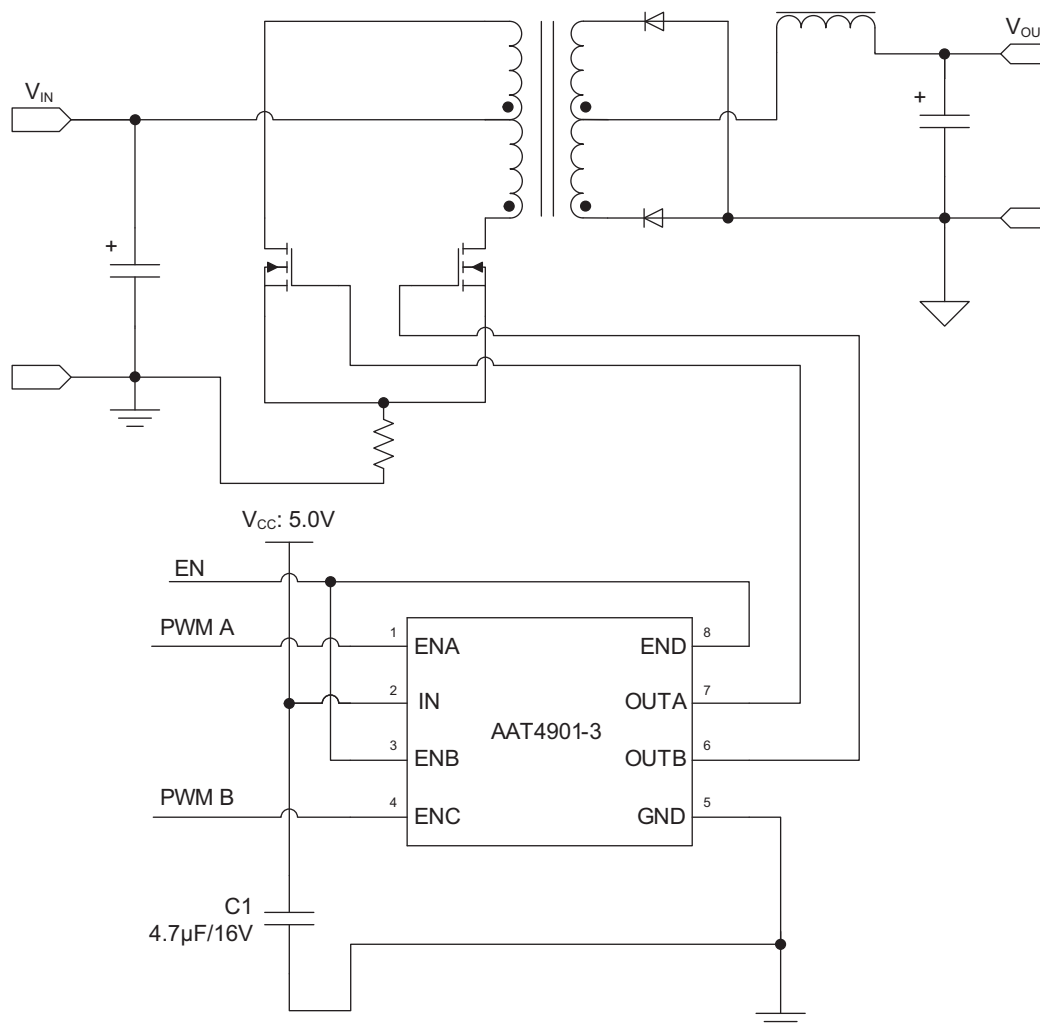 V_OU
V_IN
+
+
V_CC: 5.0V
EN
PWM A
1
ENA
END
8
2
IN
OUTA
7
AAT4901-3
3
ENB
OUTB
6
PWM B
4
ENC
GND
5
C1
4.7µF/16V